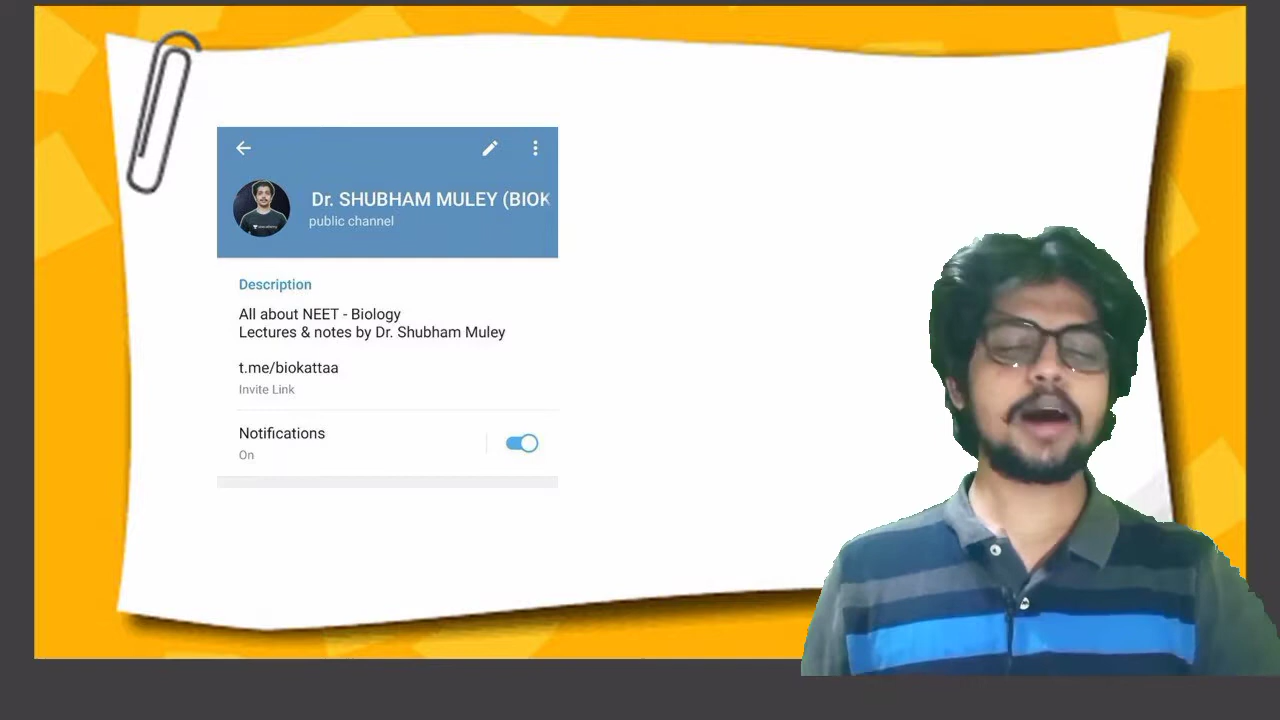 Dr. SHUBHAM MULEY (BIOK
public channel
Description
All about NEET - Biology
Lectures & notes by Dr. Shubham Muley
t.me/biokattaa
Invite Link
Notifications
On